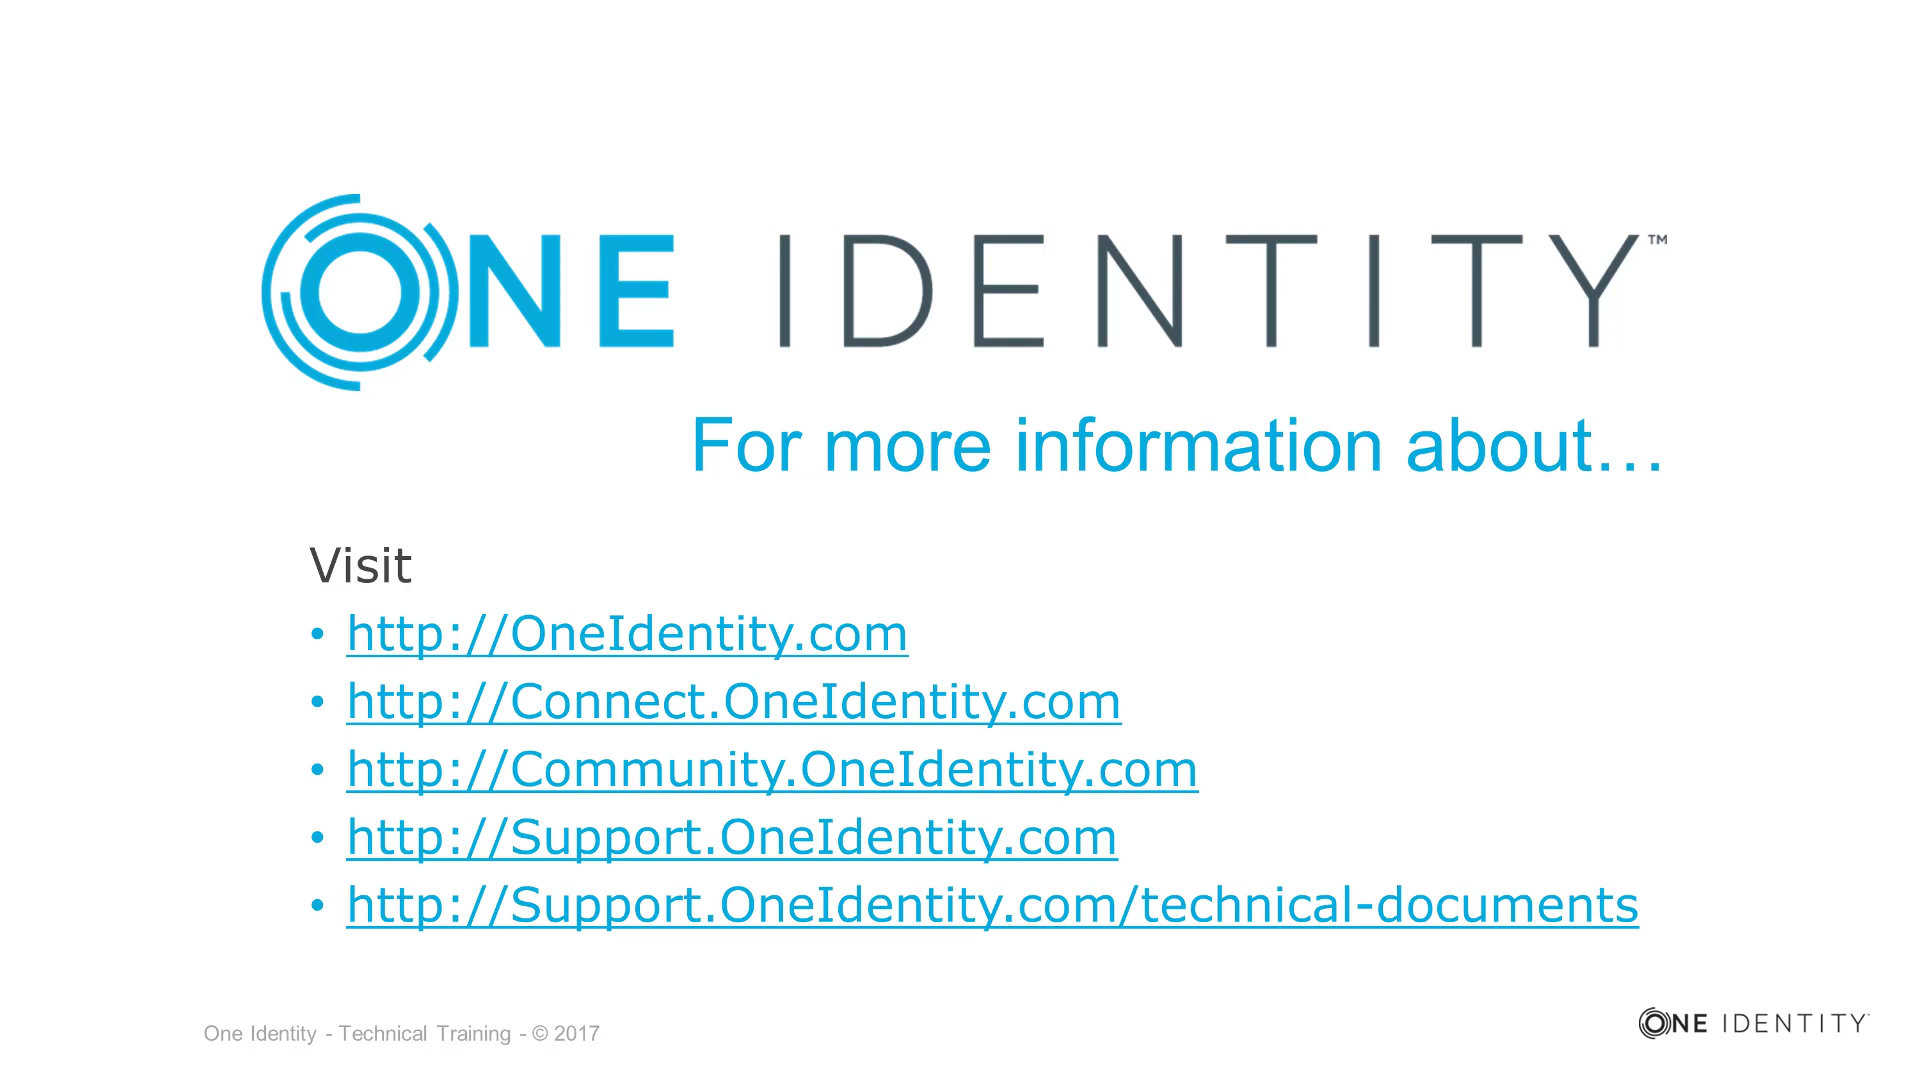 ONE IDENTITY™
For more information about…
Visit
• http://OneIdentity.com
• http://Connect.OneIdentity.com
• http://Community.OneIdentity.com
• http://Support.OneIdentity.com
• http://Support.OneIdentity.com/technical-documents
One Identity - Technical Training - © 2017
ONE IDENTITY